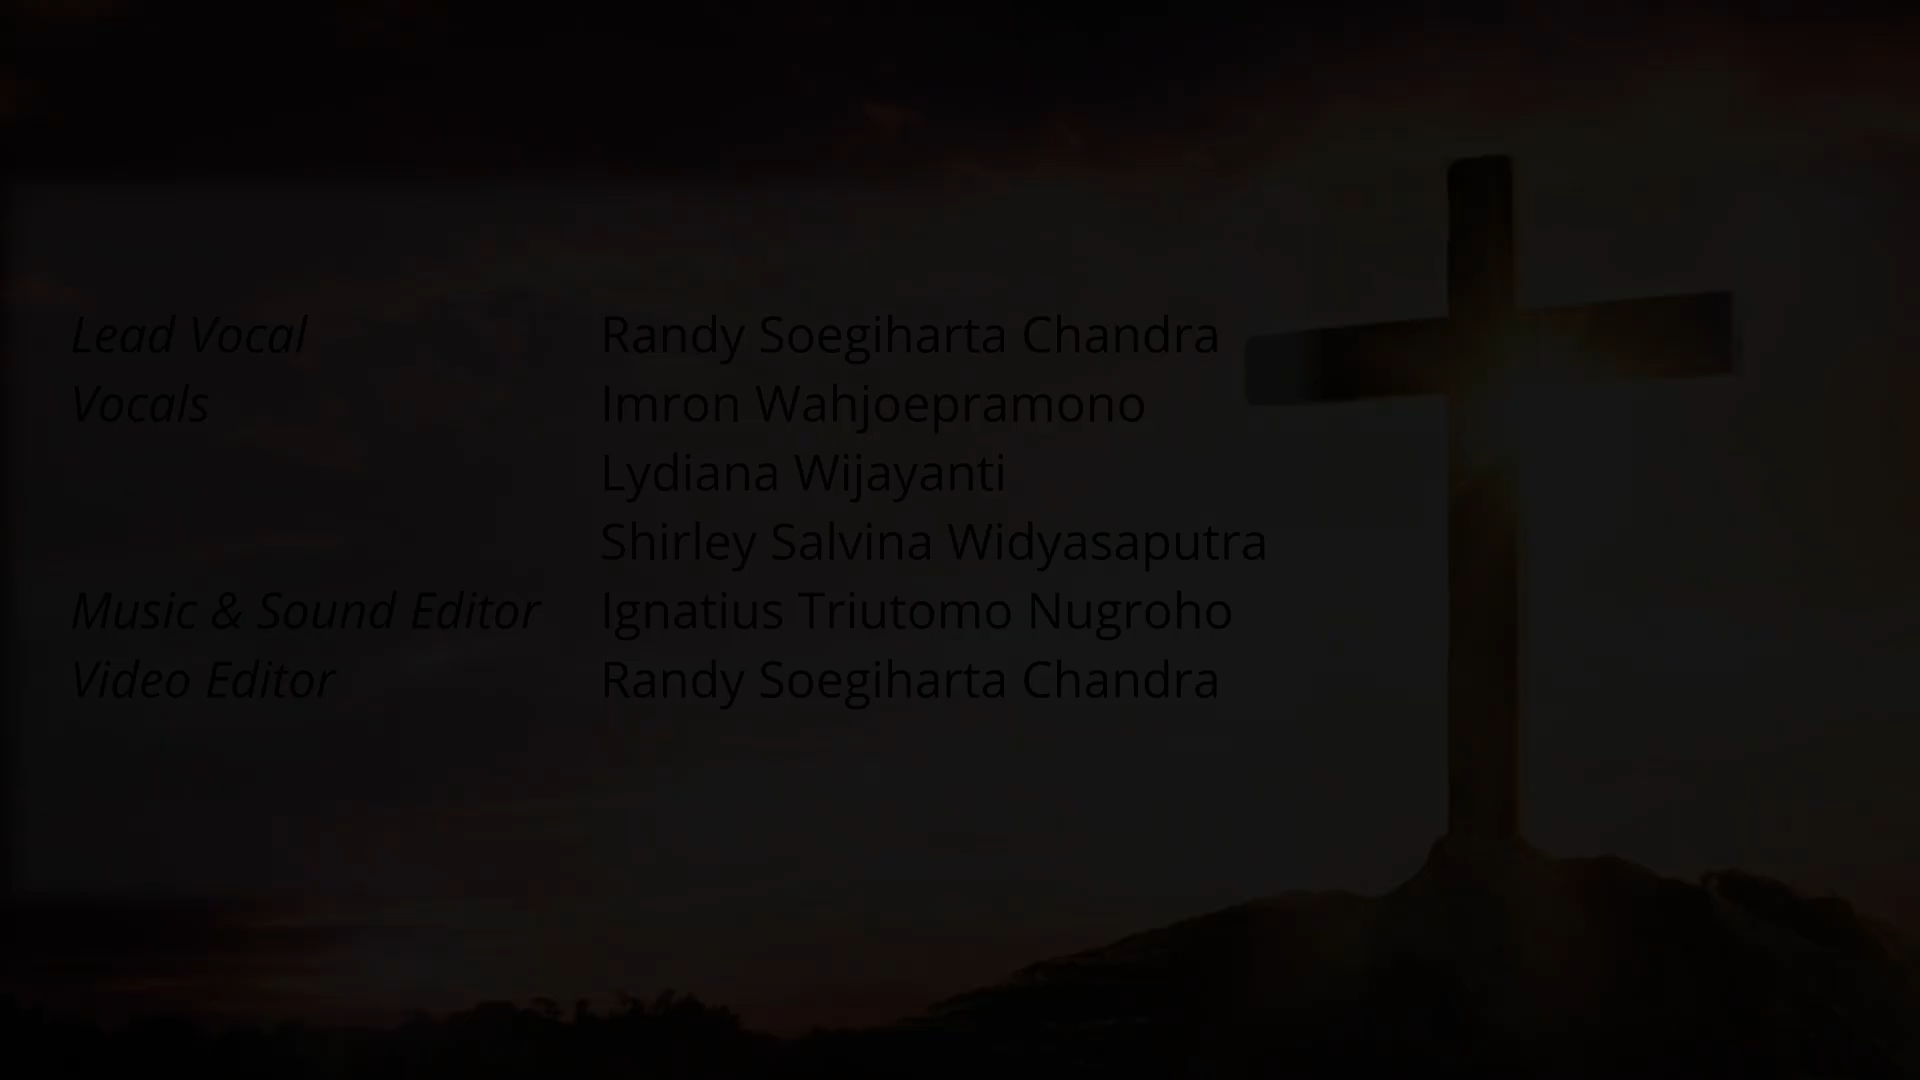 Lead Vocal Randy Soegiharta Chandra
Vocals Imron Wahjoepramono
Lydiana Wijayanti
Shirley Salvina Widyasaputra
Music & Sound Editor Ignatius Triutomo Nugroho
Video Editor Randy Soegiharta Chandra